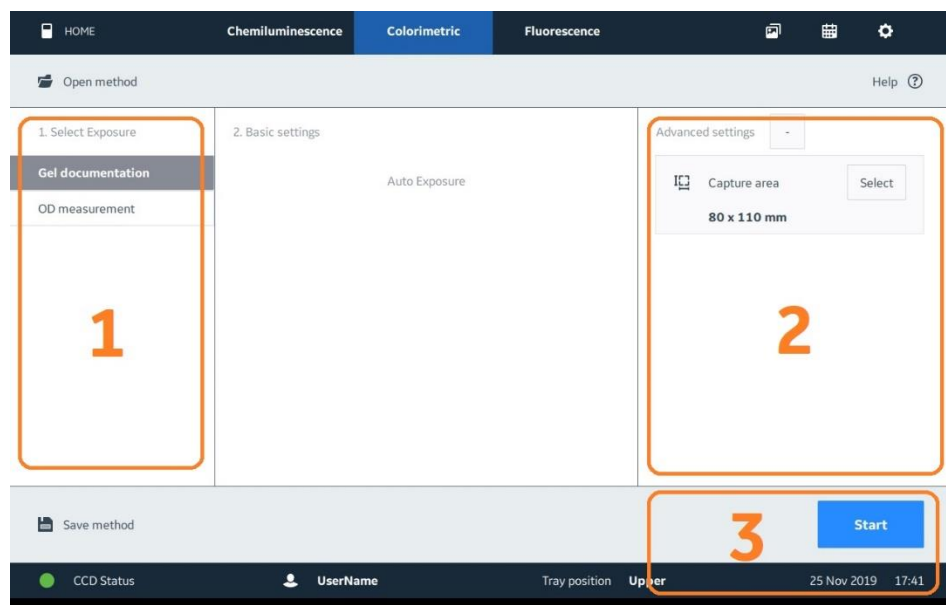 HOME Chemiluminescence Colorimetric Fluorescence
Open method Help ?
1. Select Exposure 2. Basic settings Advanced settings -
Gel documentation Auto Exposure Capture area Select
OD measurement 80 x 110 mm
1 2
3
Save method Start
CCD Status UserName Tray position Upper 25 Nov 2019 17:41